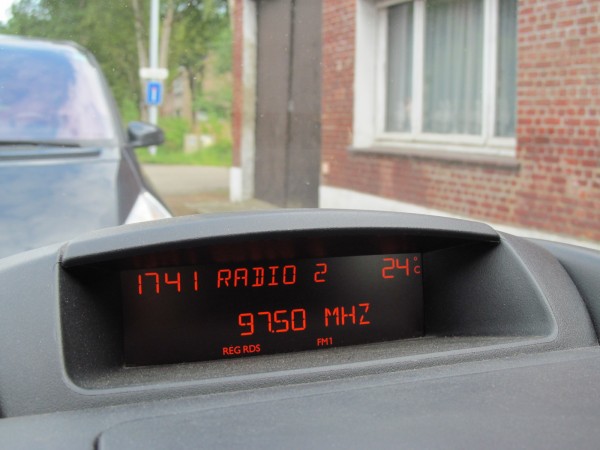 1741 RADIO 2 24°C
97.50 MHZ
REG RDS FM1